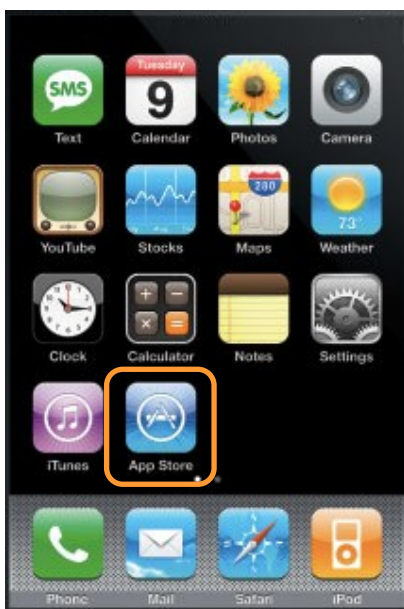 Tuesday
SMS 9
Text Calendar Photos Camera
280
73°
YouTube Stocks Maps Weather
Clock Calculator Notes Settings
iTunes App Store
Phone Mail Safari iPod